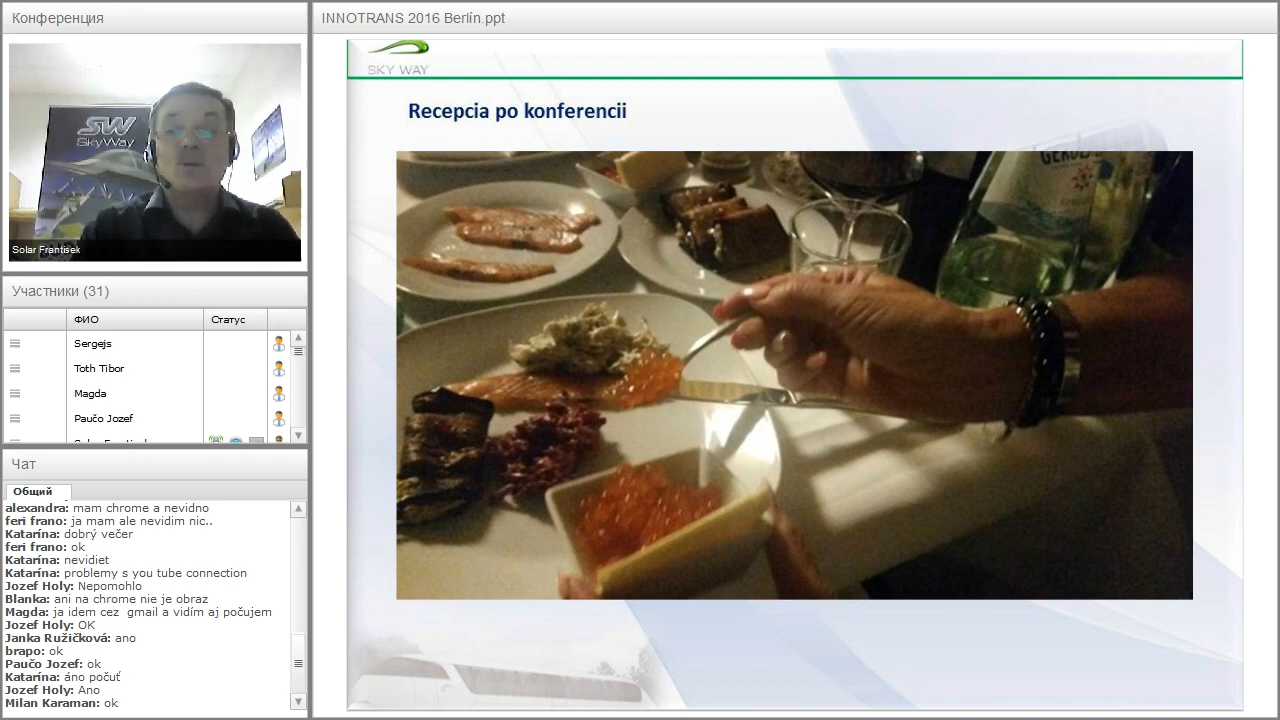 Конференция
SW
SkyWay
Solar Frantisek
Участники (31)
ФИО Статус
Sergejs
Toth Tibor
Magda
Paučo Jozef
Чат
Общий
alexandra: mam chrome a nevidno
feri frano: ja mam ale nevidim nic..
Katarína: dobrý večer
feri frano: ok
Katarína: nevidiet
Katarína: problemy s you tube connection
Jozef Holy: Nepomohlo
Blanka: ani na chrome nie je obraz
Magda: ja idem cez gmail a vidím aj počujem
Jozef Holy: OK
Janka Ružičková: ano
brapo: ok
Paučo Jozef: ok
Katarína: áno počuť
Jozef Holy: Ano
Milan Karaman: ok
INNOTRANS 2016 Berlín.ppt
SKY WAY
Recepcia po konferencii